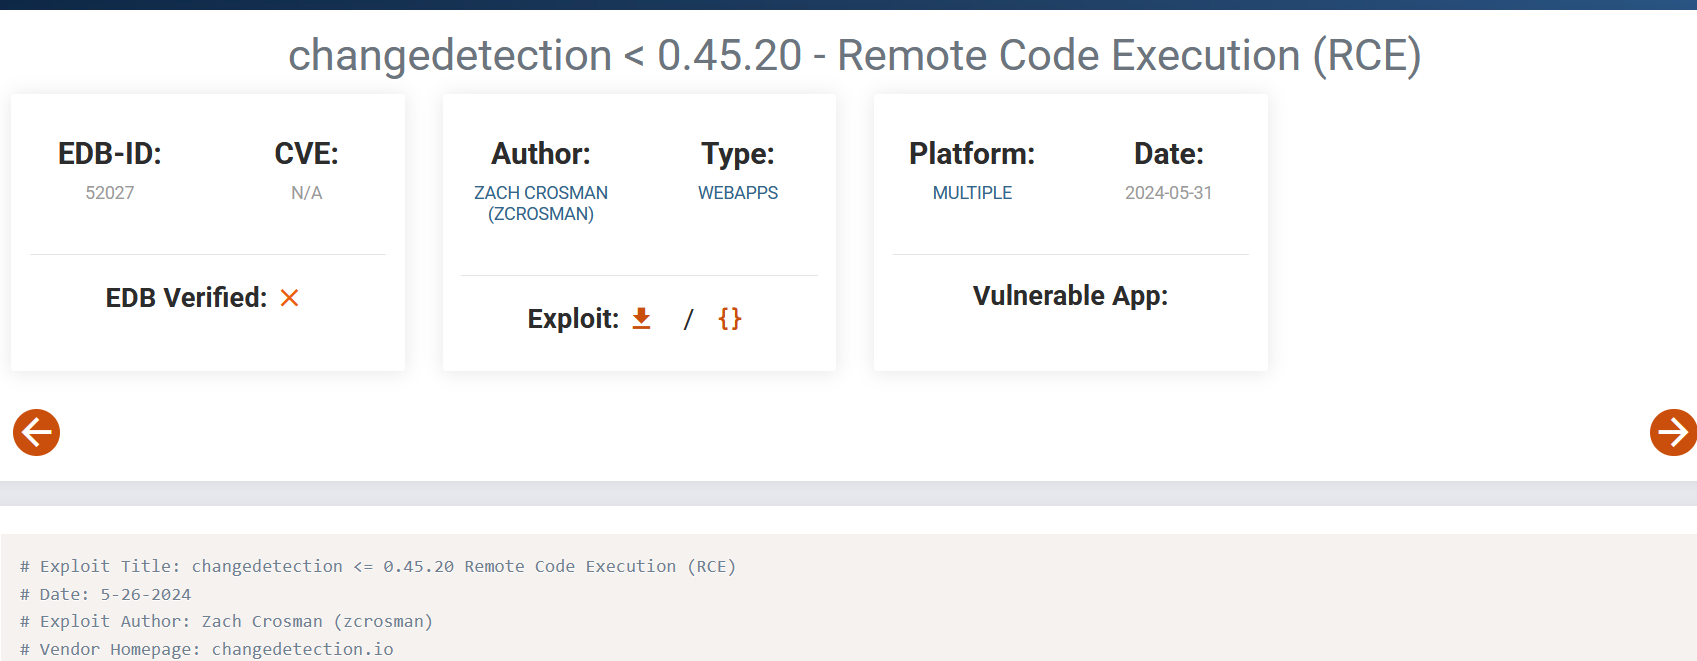 changedetection < 0.45.20 - Remote Code Execution (RCE)
EDB-ID:
52027
CVE:
N/A
EDB Verified:
Author:
ZACH CROSMAN
(ZCROSMAN)
Type:
WEBAPPS
Exploit: / {}
Platform:
MULTIPLE
Date:
2024-05-31
Vulnerable App:
# Exploit Title: changedetection <= 0.45.20 Remote Code Execution (RCE)
# Date: 5-26-2024
# Exploit Author: Zach Crosman (zcrosman)
# Vendor Homepage: changedetection.io